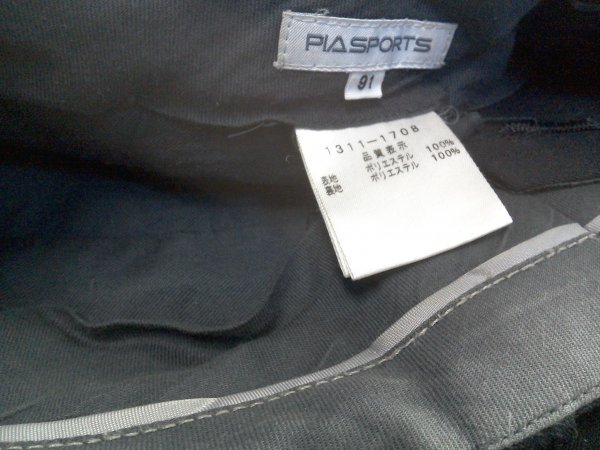 PIASPORTS
91
1311-170B
品質表示
表地 ポリエステル 100%
裏地 ポリエステル 100%